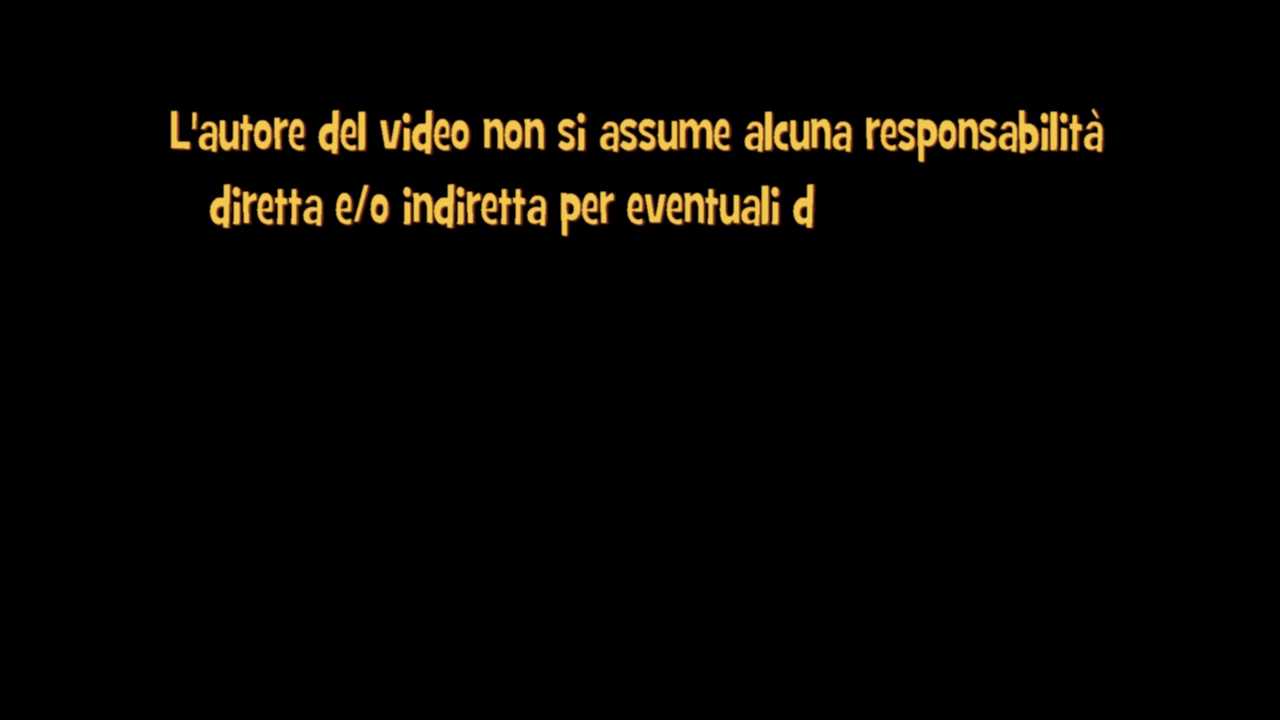 L'autore del video non si assume alcuna responsabilità
diretta e/o indiretta per eventuali d